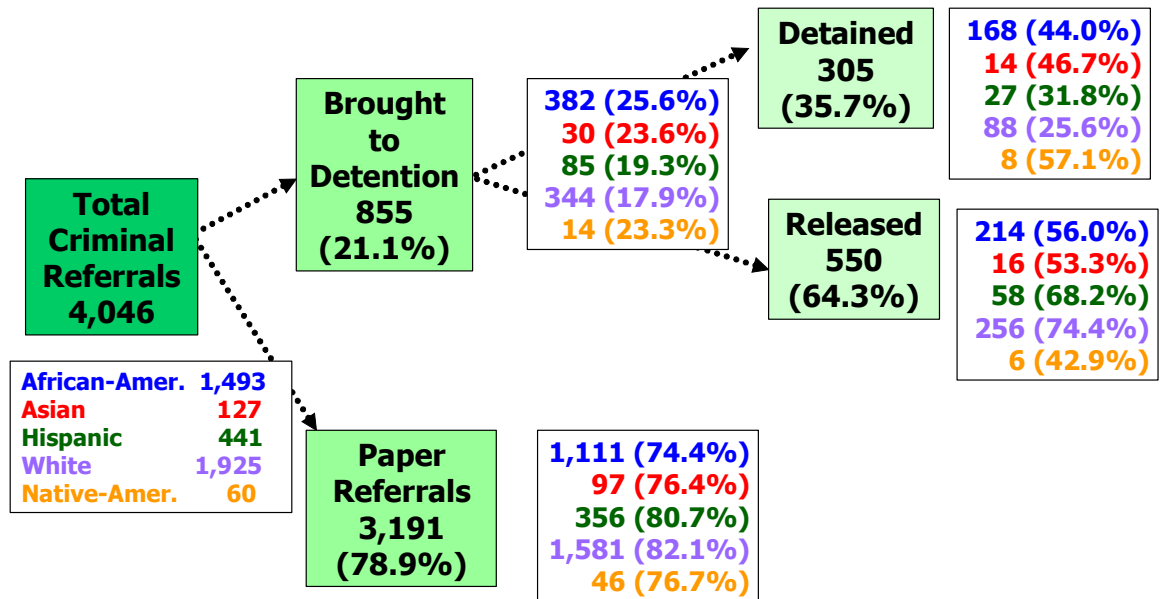 Total
Criminal
Referrals
4,046
African-Amer. 1,493
Asian 127
Hispanic 441
White 1,925
Native-Amer. 60
Brought
to
Detention
855
(21.1%)
382 (25.6%)
30 (23.6%)
85 (19.3%)
344 (17.9%)
14 (23.3%)
Detained
305
(35.7%)
168 (44.0%)
14 (46.7%)
27 (31.8%)
88 (25.6%)
8 (57.1%)
Released
550
(64.3%)
214 (56.0%)
16 (53.3%)
58 (68.2%)
256 (74.4%)
6 (42.9%)
Paper
Referrals
3,191
(78.9%)
1,111 (74.4%)
97 (76.4%)
356 (80.7%)
1,581 (82.1%)
46 (76.7%)